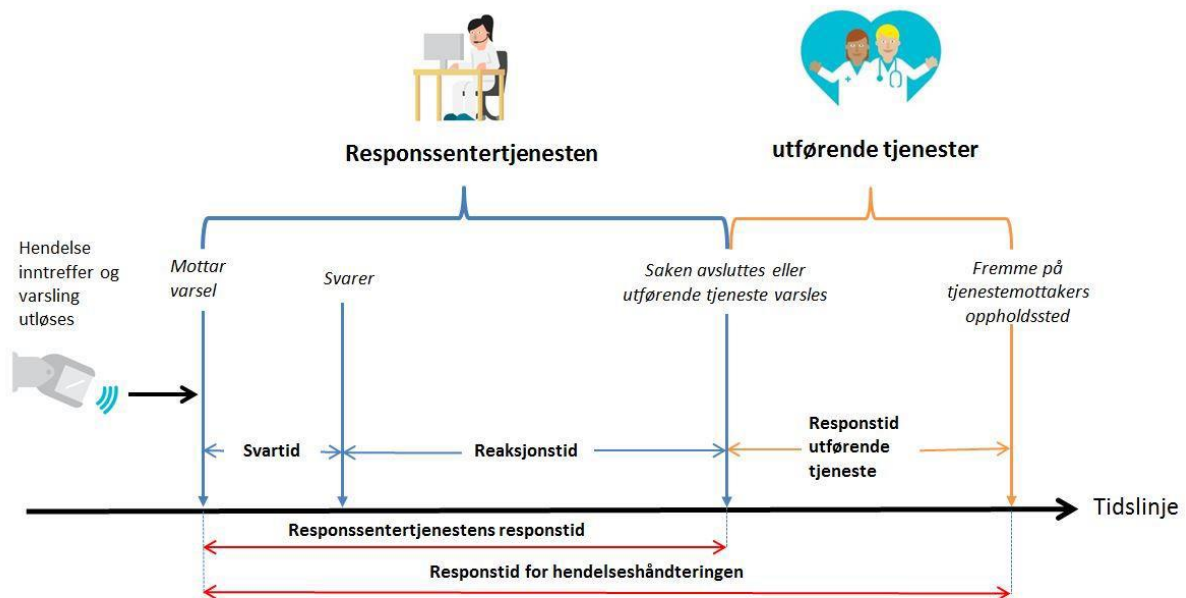 Responssentertjenesten
utførende tjenester
Hendelse
inntreffer og
varsling
utløses
Mottar
varsel
Svarer
Saken avsluttes eller
utførende tjeneste varsles
Fremme på
tjenestemottakers
oppholdssted
Svartid
Reaksjonstid
Responstid
utførende
tjeneste
Tidslinje
Responssentertjenestens responstid
Responstid for hendelseshåndteringen